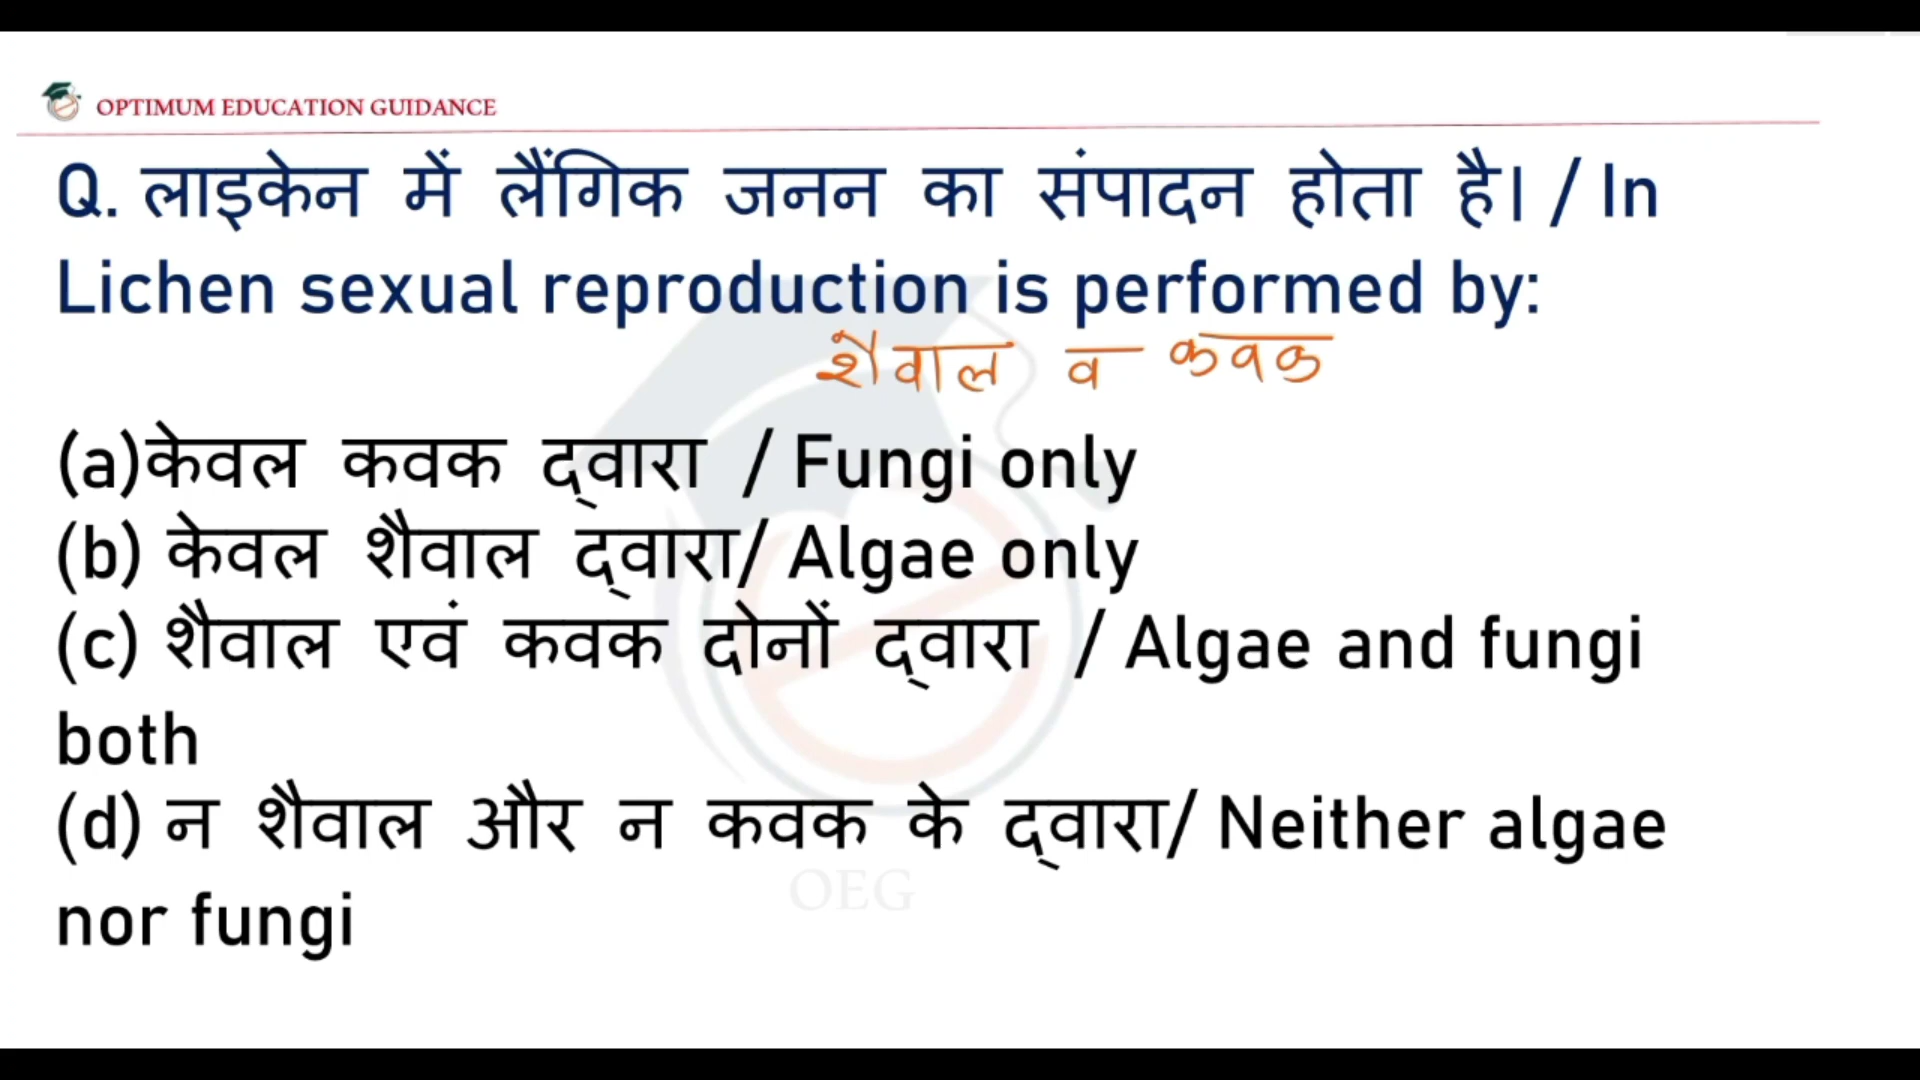 OPTIMUM EDUCATION GUIDANCE
Q. लाइकेन में लैंगिक जनन का संपादन होता है। / In
Lichen sexual reproduction is performed by:
शैवाल व कवक
(a)केवल कवक द्वारा / Fungi only
(b) केवल शैवाल द्वारा/ Algae only
(c) शैवाल एवं कवक दोनों द्वारा / Algae and fungi
both
(d) न शैवाल और न कवक के द्वारा/ Neither algae
nor fungi
OEG